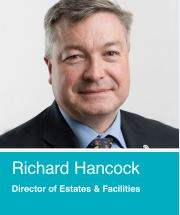 Richard Hancock
Director of Estates & Facilities